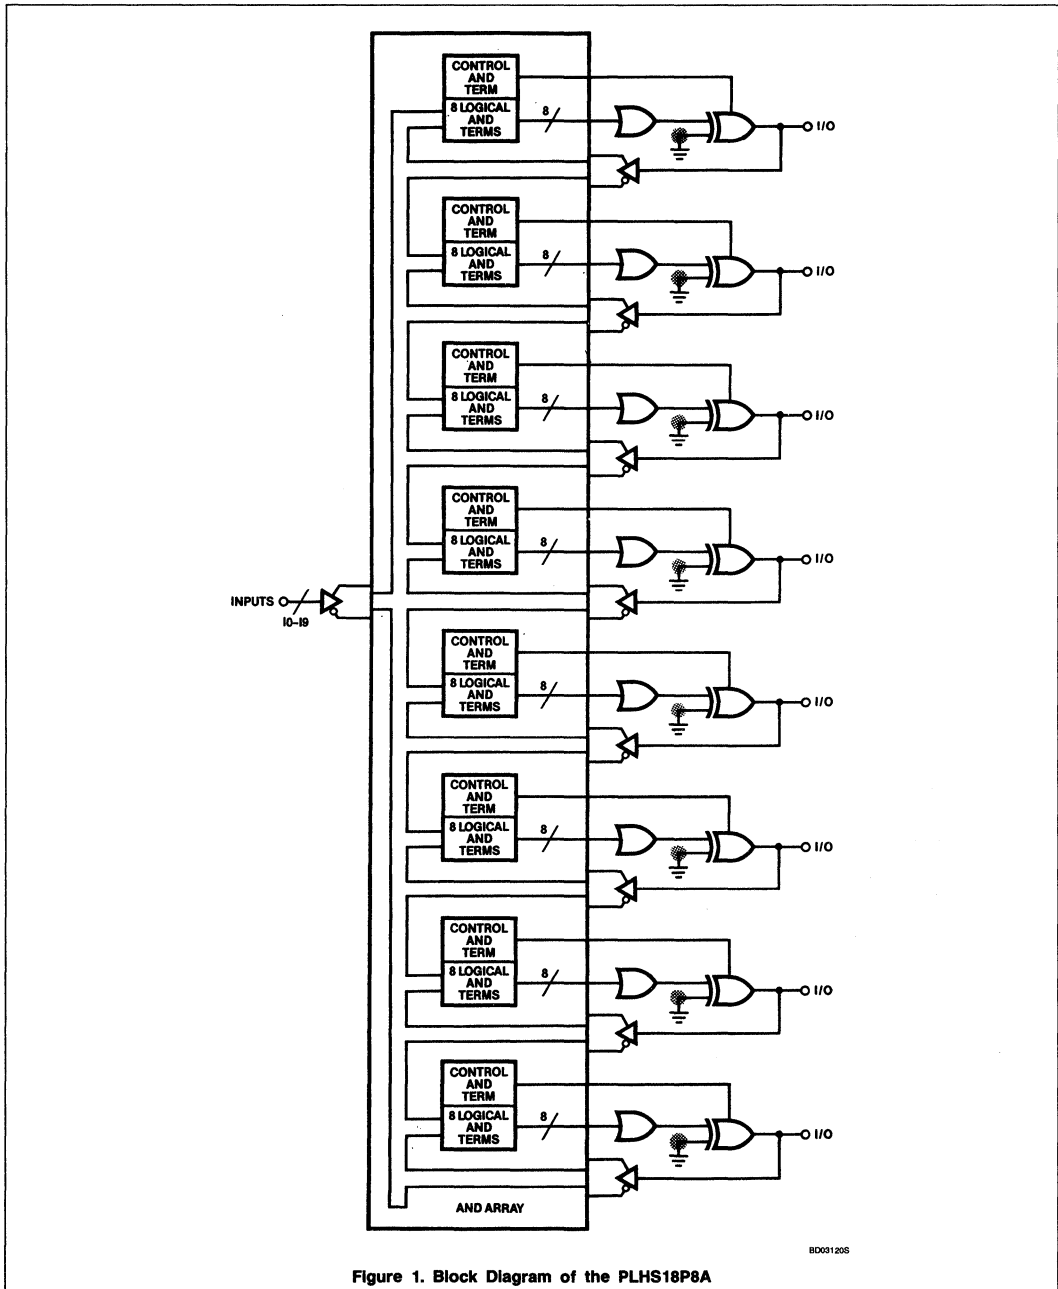 CONTROL
AND
TERM
8 LOGICAL
AND
TERMS
8
I/O
CONTROL
AND
TERM
8 LOGICAL
AND
TERMS
8
I/O
CONTROL
AND
TERM
8 LOGICAL
AND
TERMS
8
I/O
CONTROL
AND
TERM
8 LOGICAL
AND
TERMS
8
I/O
INPUTS
I0–I9
CONTROL
AND
TERM
8 LOGICAL
AND
TERMS
8
I/O
CONTROL
AND
TERM
8 LOGICAL
AND
TERMS
8
I/O
CONTROL
AND
TERM
8 LOGICAL
AND
TERMS
8
I/O
CONTROL
AND
TERM
8 LOGICAL
AND
TERMS
8
I/O
AND ARRAY
BD03120S
Figure 1. Block Diagram of the PLHS18P8A